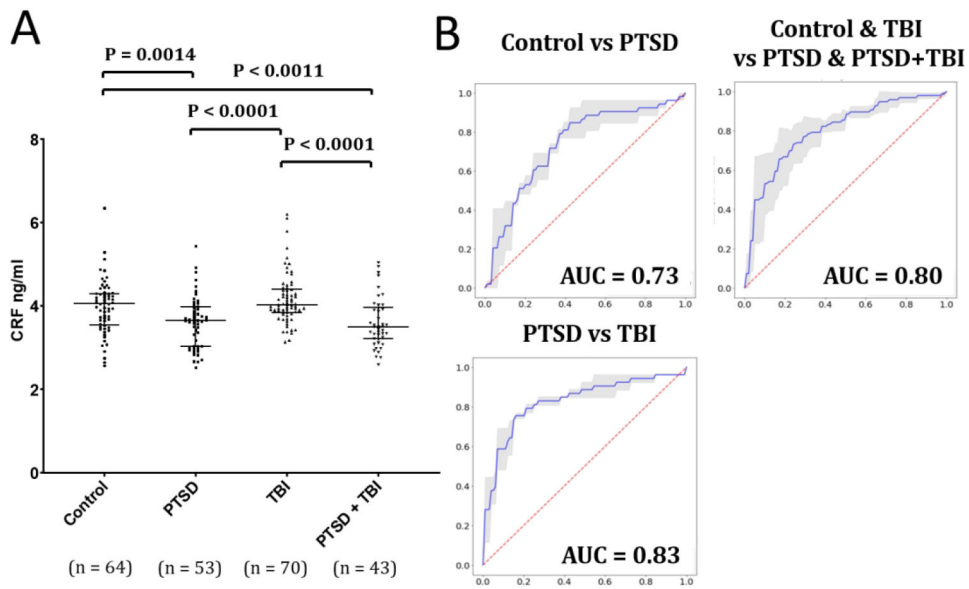 A
P = 0.0014
P < 0.0011
P < 0.0001
P < 0.0001
CRF ng/ml
8
6
4
2
0
Control
PTSD
TBI
PTSD + TBI
(n = 64)
(n = 53)
(n = 70)
(n = 43)
B
Control vs PTSD
1.0
0.8
0.6
0.4
0.2
0.0
AUC = 0.73
0.0 0.2 0.4 0.6 0.8 1.0
Control & TBI
vs PTSD & PTSD+TBI
1.0
0.8
0.6
0.4
0.2
0.0
AUC = 0.80
0.0 0.2 0.4 0.6 0.8 1.0
PTSD vs TBI
1.0
0.8
0.6
0.4
0.2
0.0
AUC = 0.83
0.0 0.2 0.4 0.6 0.8 1.0